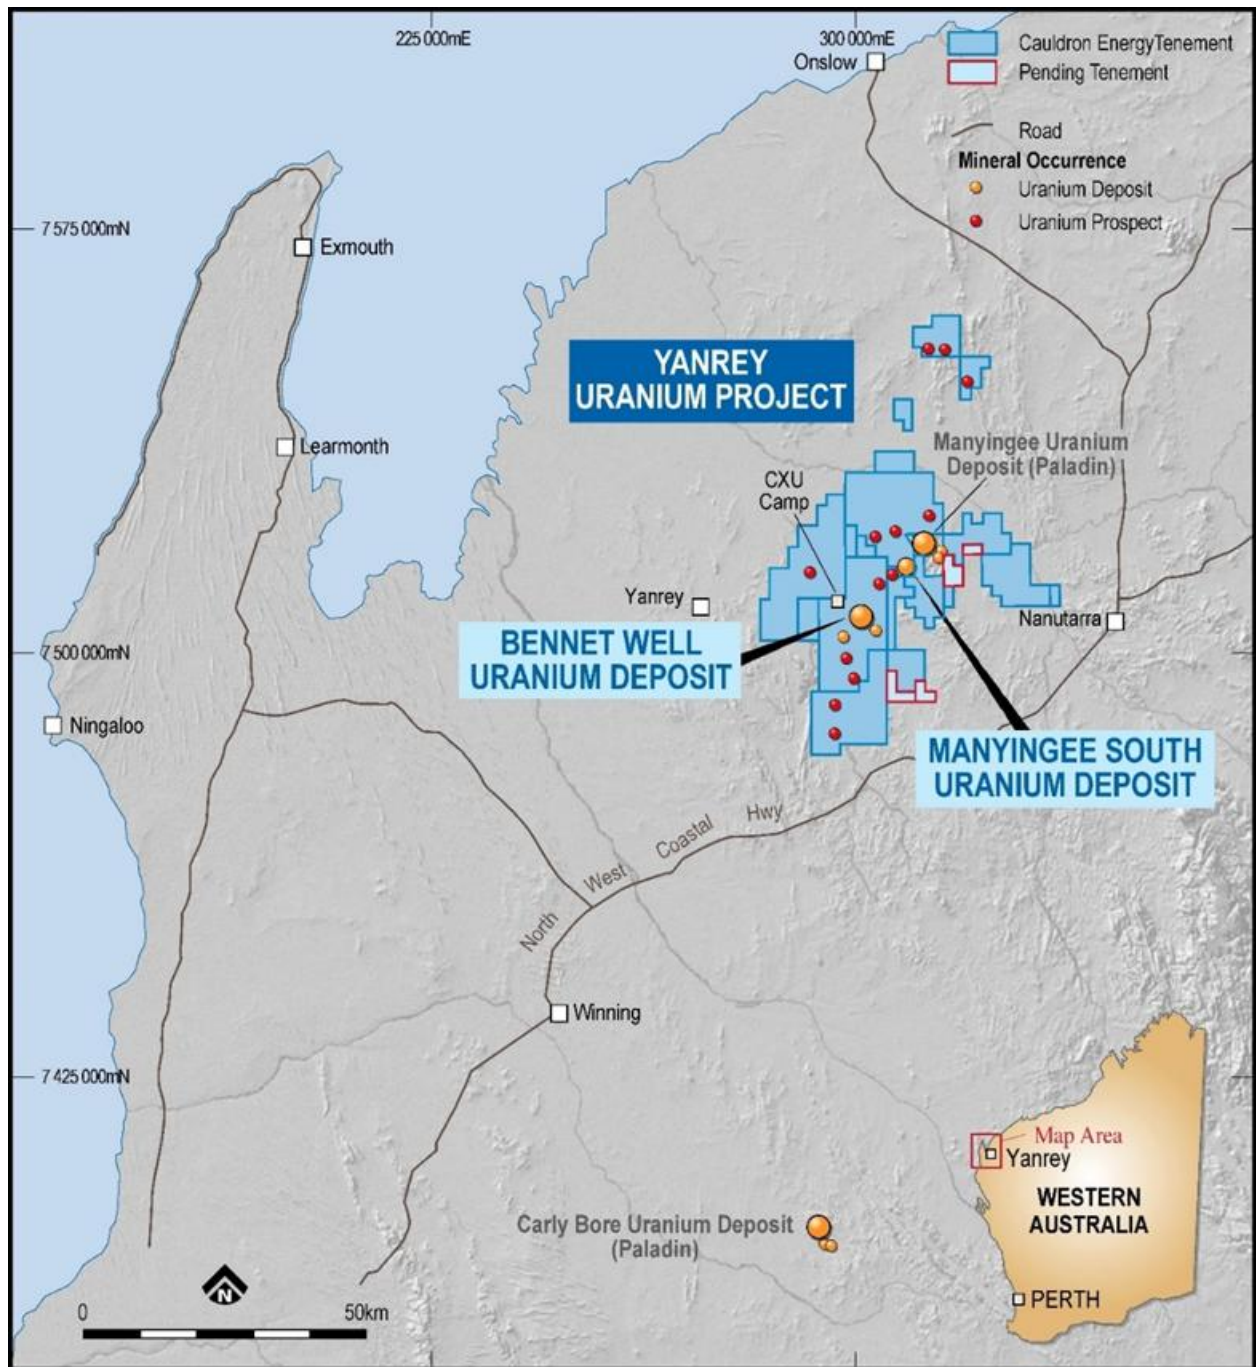 225 000mE
300 000mE
Onslow
Cauldron EnergyTenement
Pending Tenement
Road
Mineral Occurrence
Uranium Deposit
Uranium Prospect
7 575 000mN
Exmouth
YANREY
URANIUM PROJECT
Learmonth
Manyingee Uranium
Deposit (Paladin)
CXU
Camp
Yanrey
Nanutarra
BENNET WELL
URANIUM DEPOSIT
7 500 000mN
Ningaloo
MANYINGEE SOUTH
URANIUM DEPOSIT
North West Coastal Hwy
Winning
7 425 000mN
Map Area
Yanrey
WESTERN
AUSTRALIA
Carly Bore Uranium Deposit
(Paladin)
N
0
50km
PERTH